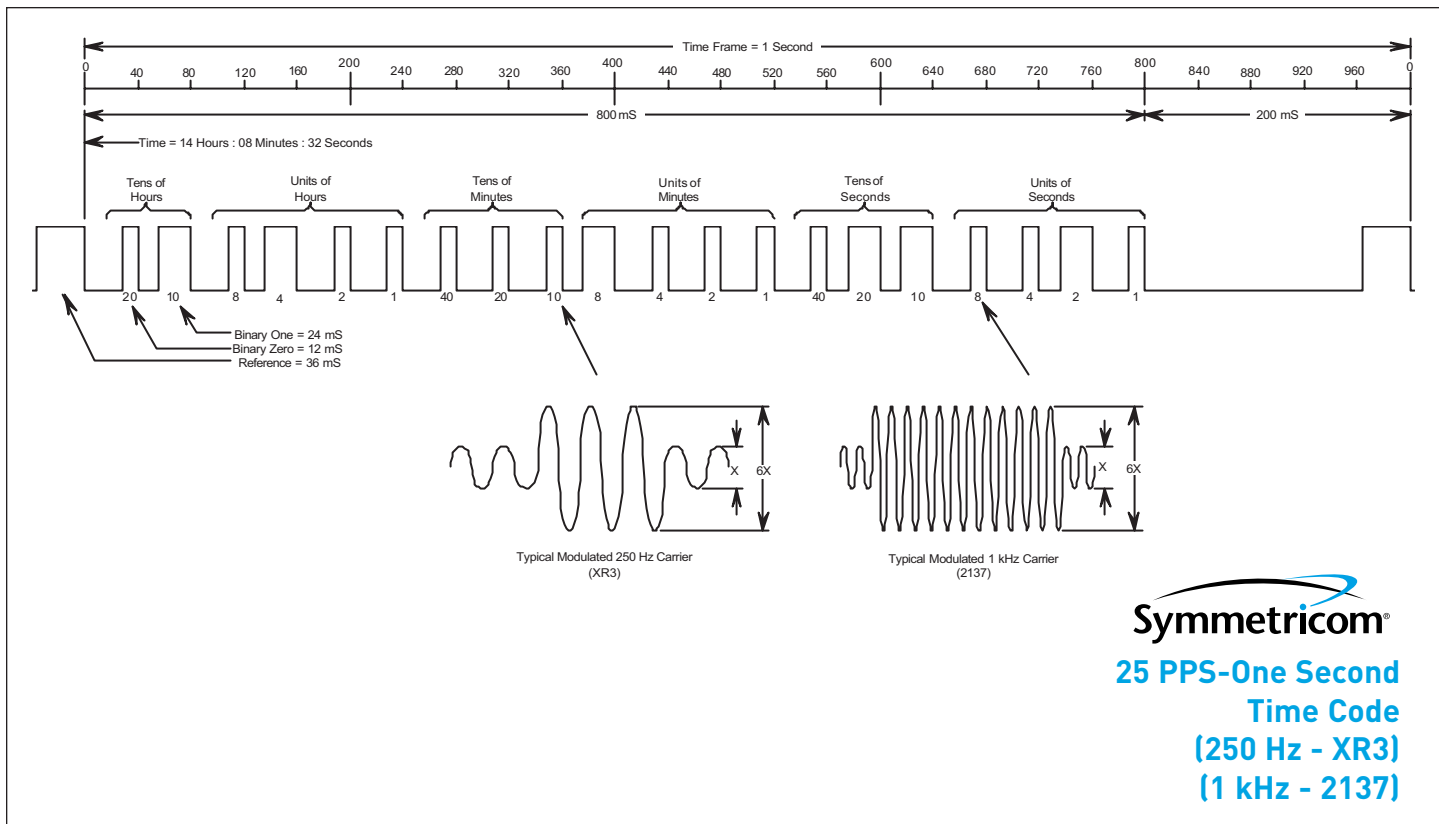 Time Frame = 1 Second
0 40 80 120 160 200 240 280 320 360 400 440 480 520 560 600 640 680 720 760 800 840 880 920 960 0
800 mS
200 mS
Time = 14 Hours : 08 Minutes : 32 Seconds
Tens of
Hours
Units of
Hours
Tens of
Minutes
Units of
Minutes
Tens of
Seconds
Units of
Seconds
20 10 8 4 2 1 40 20 10 8 4 2 1 40 20 10 8 4 2 1
Binary One = 24 mS
Binary Zero = 12 mS
Reference = 36 mS
X 6X
X 6X
Typical Modulated 250 Hz Carrier
(XR3)
Typical Modulated 1 kHz Carrier
(2137)
Symmetricom®
25 PPS-One Second
Time Code
(250 Hz - XR3)
(1 kHz - 2137)